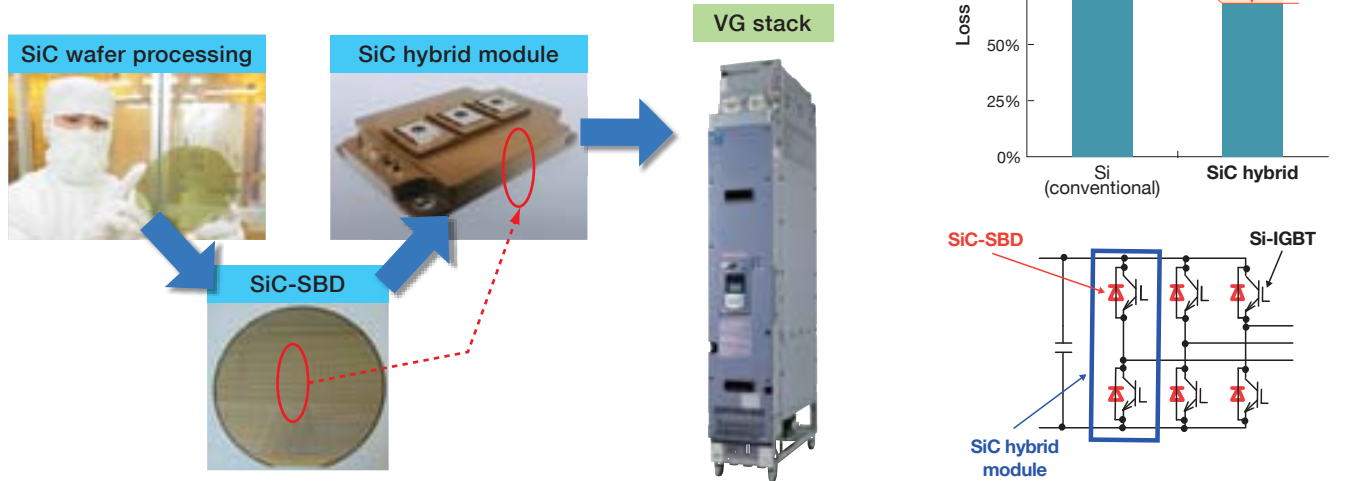 SiC wafer processing
SiC hybrid module
SiC-SBD
VG stack
Loss
50%
25%
0%
Si
(conventional)
SiC hybrid
SiC-SBD
Si-IGBT
SiC hybrid
module